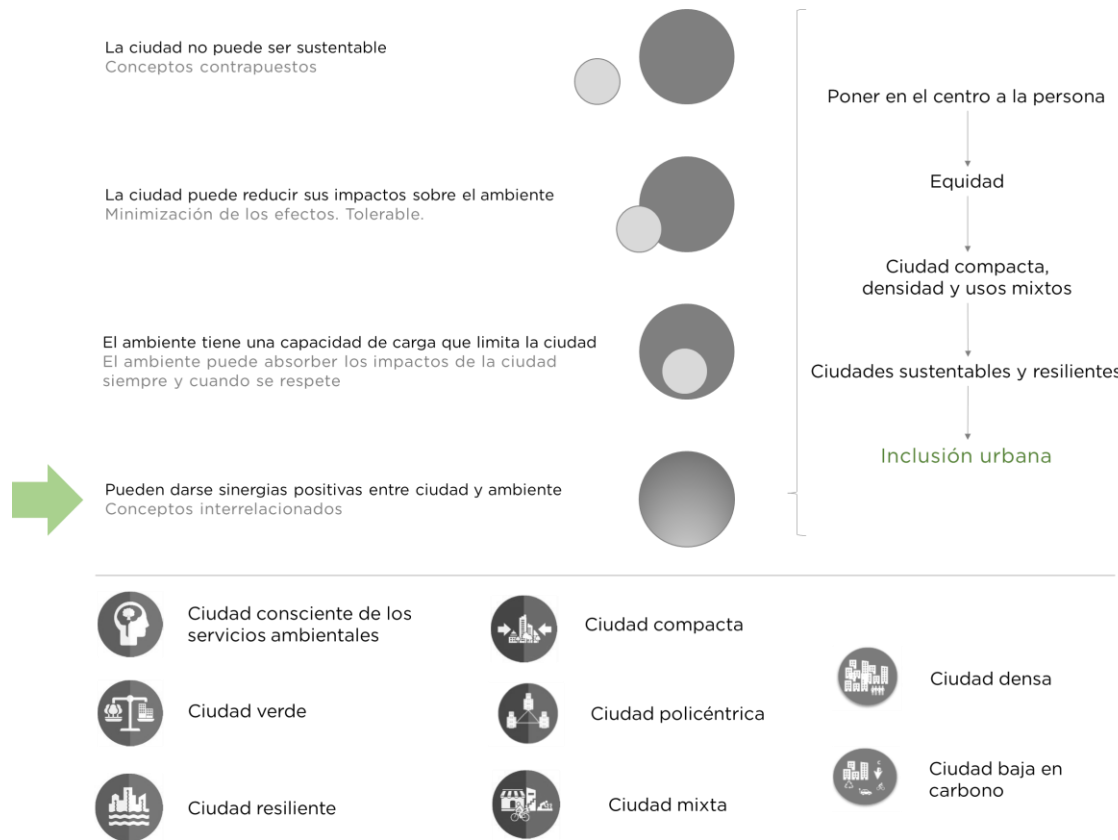 La ciudad no puede ser sustentable
Conceptos contrapuestos
La ciudad puede reducir sus impactos sobre el ambiente
Minimización de los efectos. Tolerable.
El ambiente tiene una capacidad de carga que limita la ciudad
El ambiente puede absorber los impactos de la ciudad
siempre y cuando se respete
Pueden darse sinergias positivas entre ciudad y ambiente
Conceptos interrelacionados
Poner en el centro a la persona
Equidad
Ciudad compacta,
densidad y usos mixtos
Ciudades sustentables y resilientes
Inclusión urbana
Ciudad consciente de los
servicios ambientales
Ciudad verde
Ciudad resiliente
Ciudad compacta
Ciudad policéntrica
Ciudad mixta
Ciudad densa
Ciudad baja en
carbono